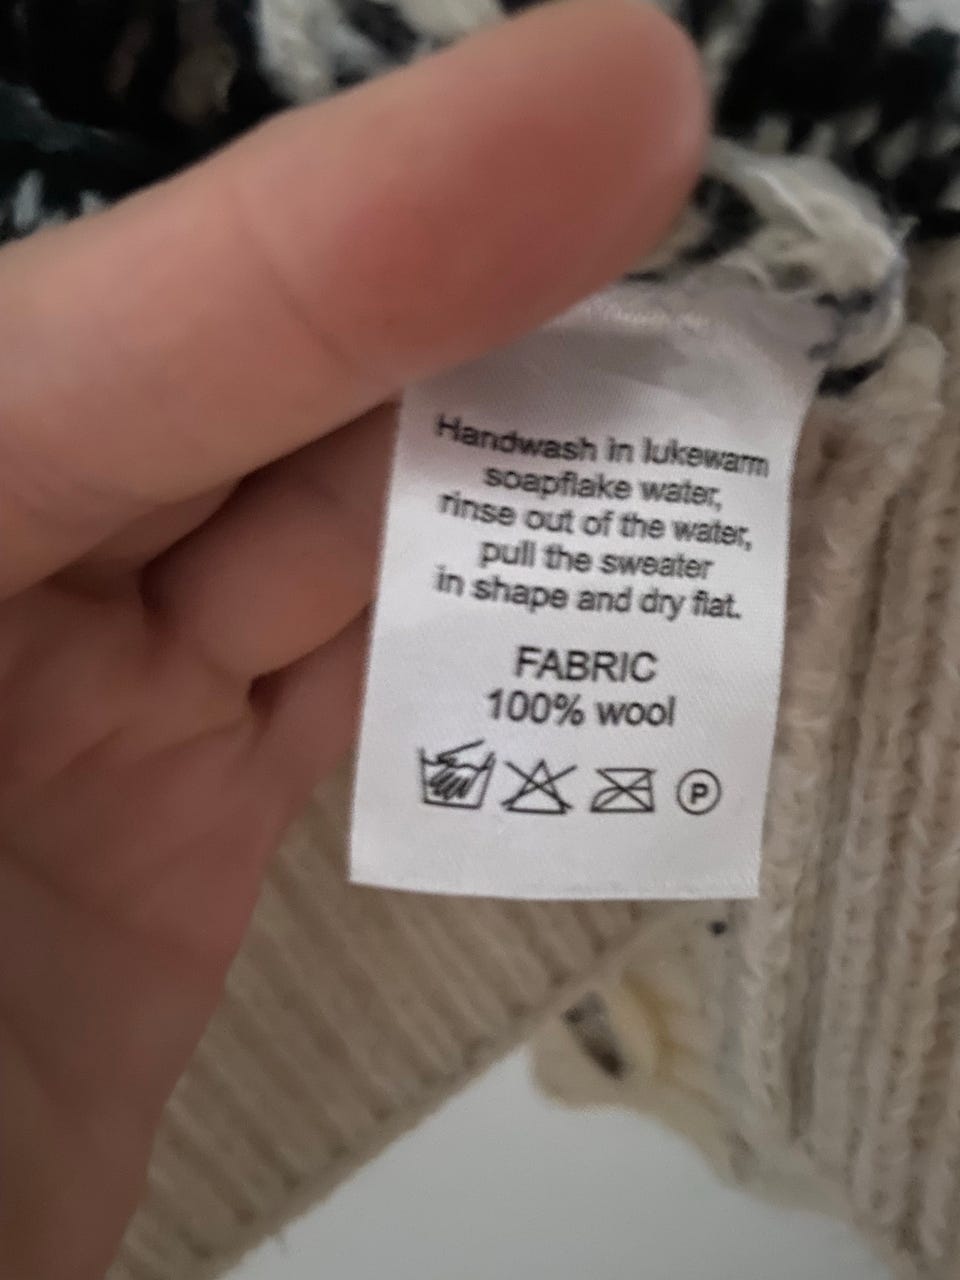 Handwash in lukewarm
soapflake water,
rinse out of the water,
pull the sweater
in shape and dry flat.
FABRIC
100% wool
P